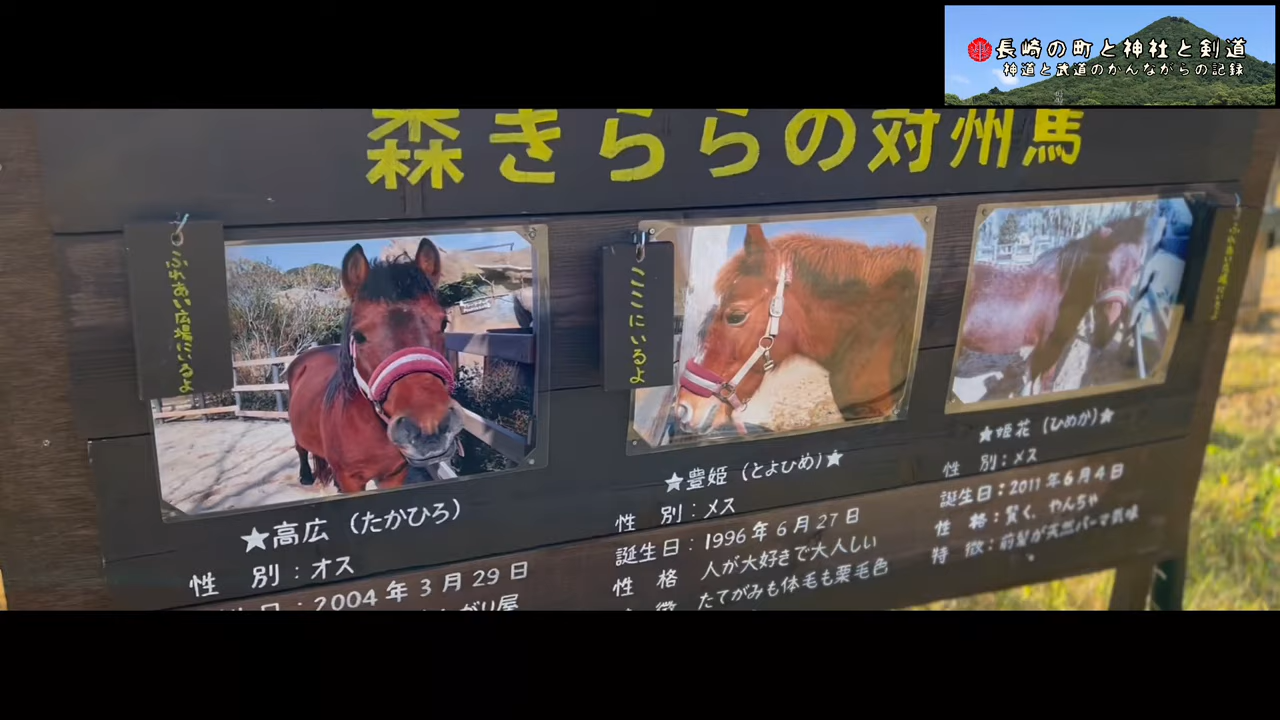 長崎の町と神社と剣道
神道と武道のかんながらの記録
森きららの対州馬
ふれあい広場にいるよ
ここにいるよ
★高広（たかひろ）
性 別：オス
2004年3月29日
がり屋
★豊姫（とよひめ）★
性 別：メス
誕生日：1996年6月27日
性 格 人が大好きで大人しい
徴 たてがみも体毛も栗毛色
★姫花（ひめか）★
性 別：メス
誕生日：2011年6月4日
性 格：賢く、やんちゃ
特 徴：前髪が天然パーマ気味